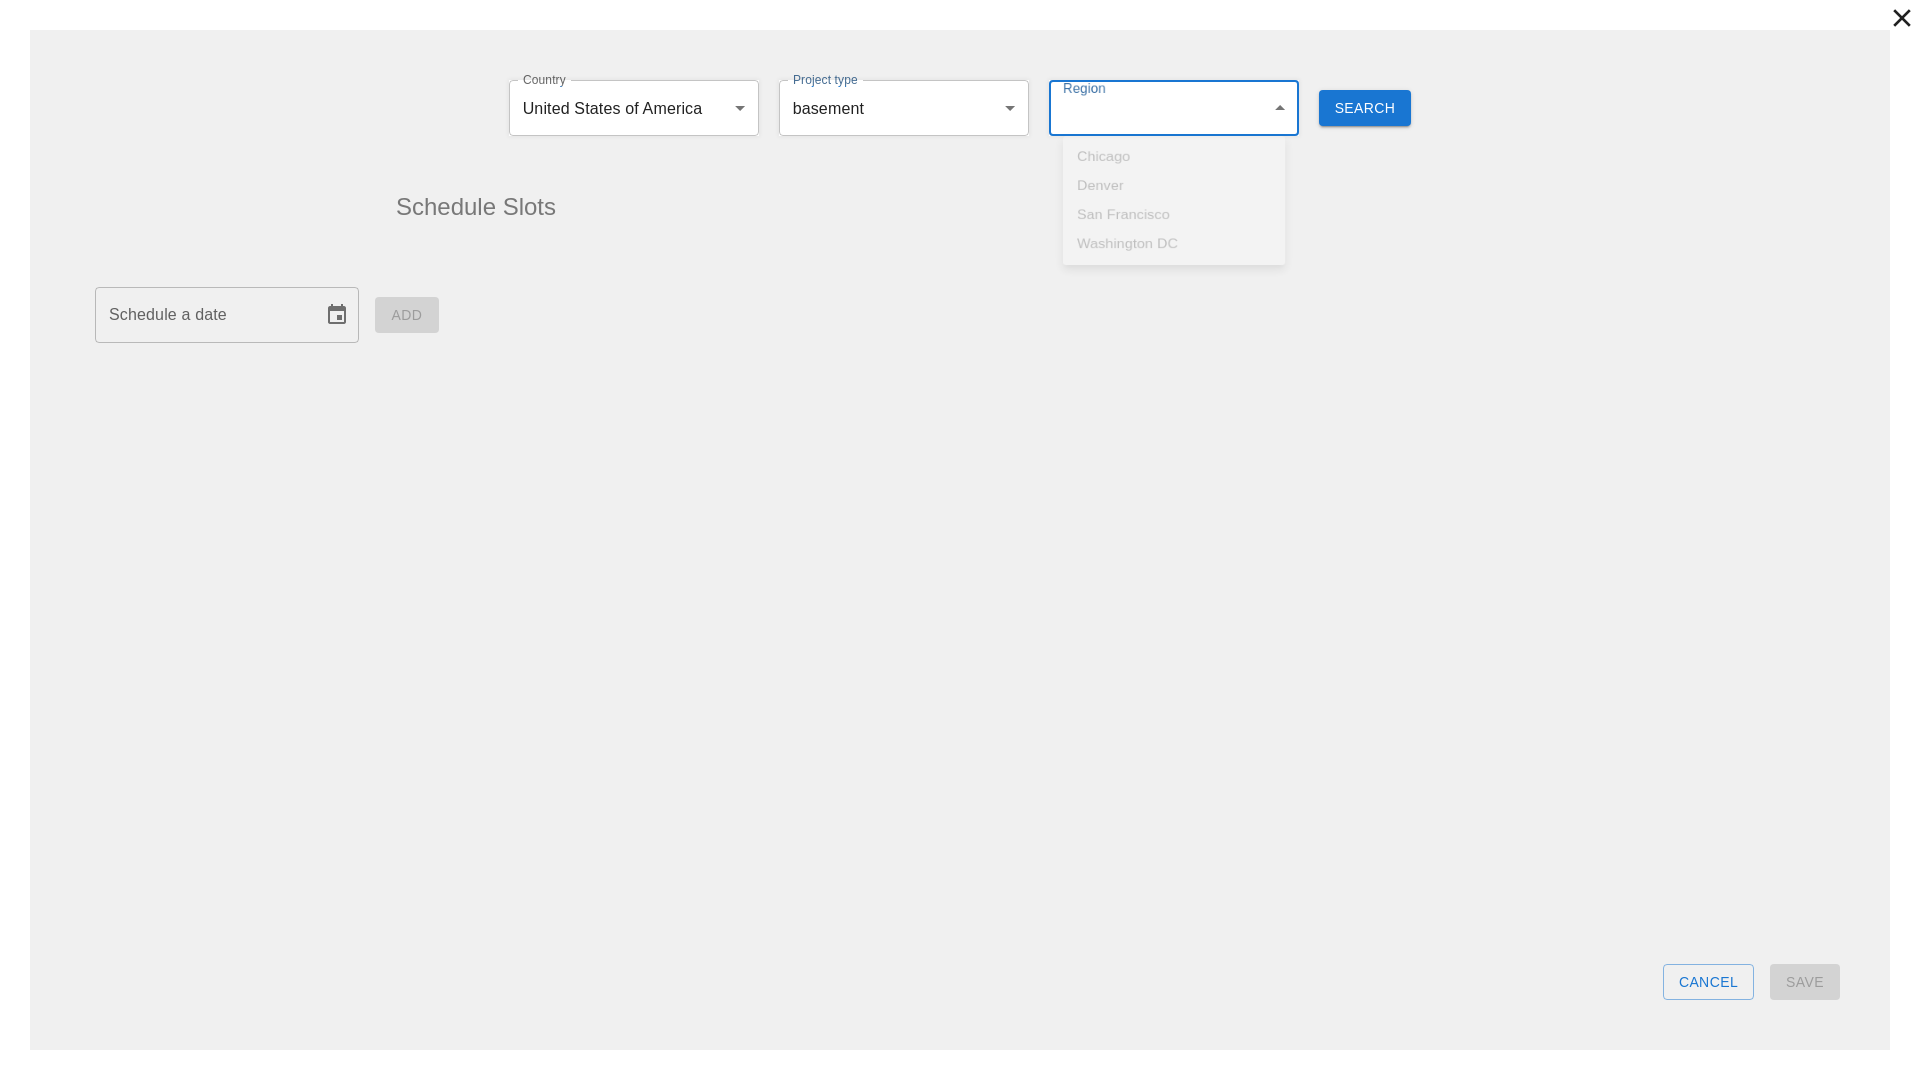 Country
United States of America
Project type
basement
Region
SEARCH
Chicago
Denver
San Francisco
Washington DC
Schedule Slots
Schedule a date
ADD
CANCEL
SAVE